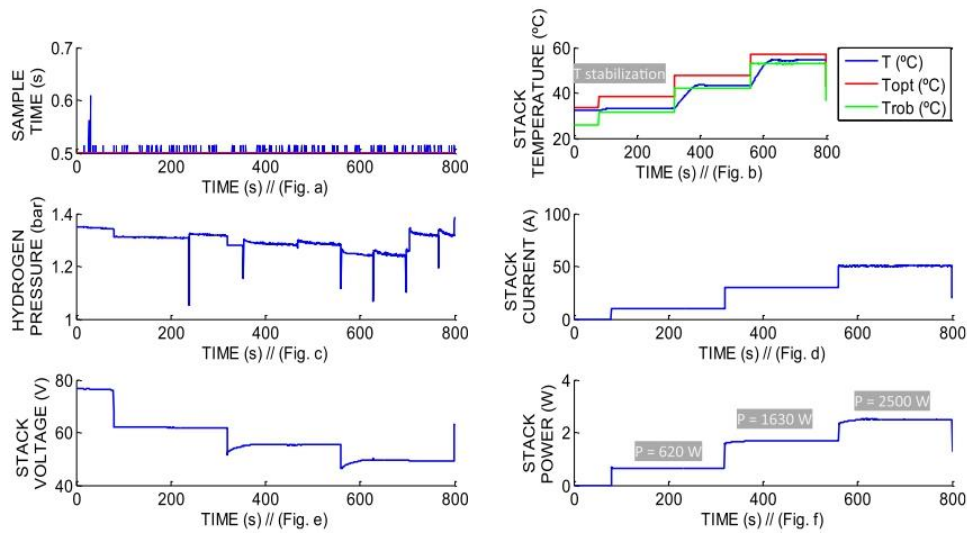 0.7
0.6
0.5
SAMPLE
TIME (s)
0 200 400 600 800
TIME (s) // (Fig. a)
60
40
20
STACK
TEMPERATURE (ºC)
T stabilization
0 200 400 600 800
TIME (s) // (Fig. b)
T (ºC)
Topt (ºC)
Trob (ºC)
1.4
1.2
1
HYDROGEN
PRESSURE (bar)
0 200 400 600 800
TIME (s) // (Fig. c)
100
50
0
STACK
CURRENT (A)
0 200 400 600 800
TIME (s) // (Fig. d)
80
60
40
STACK
VOLTAGE (V)
0 200 400 600 800
TIME (s) // (Fig. e)
4
2
0
STACK
POWER (W)
P = 620 W
P = 1630 W
P = 2500 W
0 200 400 600 800
TIME (s) // (Fig. f)